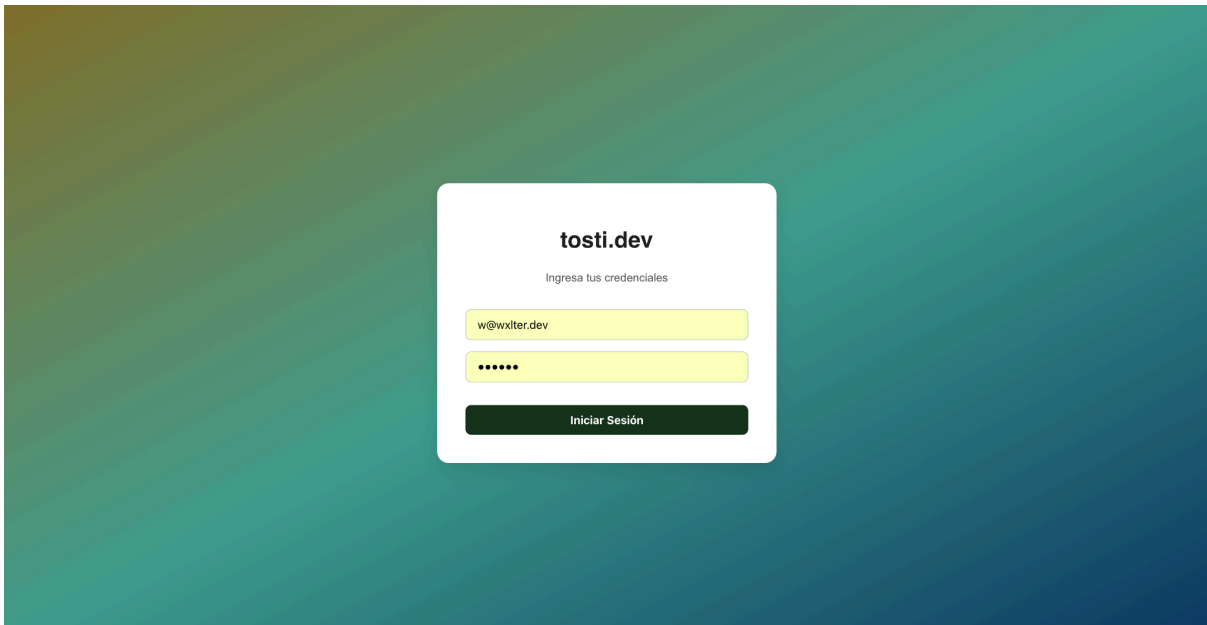 tosti.dev
Ingresa tus credenciales
w@wxlter.dev
••••••
Iniciar Sesión